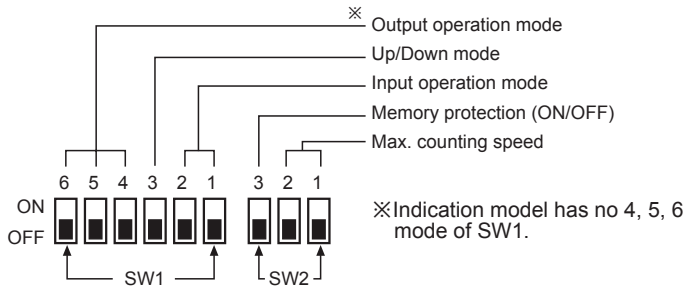 ※
Output operation mode
Up/Down mode
Input operation mode
Memory protection (ON/OFF)
Max. counting speed
6 5 4 3 2 1 3 2 1
ON
OFF
SW1 SW2
※Indication model has no 4, 5, 6
mode of SW1.